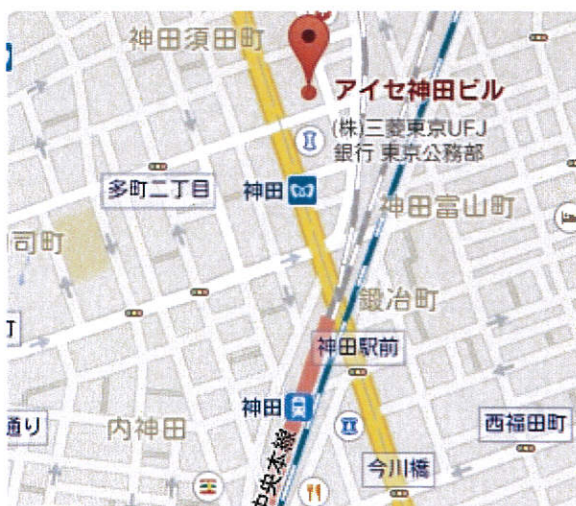 神田須田町
アイセ神田ビル
(株)三菱東京UFJ
銀行 東京公務部
多町二丁目
神田
神田富山町
司町
鍛冶町
神田駅前
神田
通り
内神田
西福田町
中央本線
今川橋